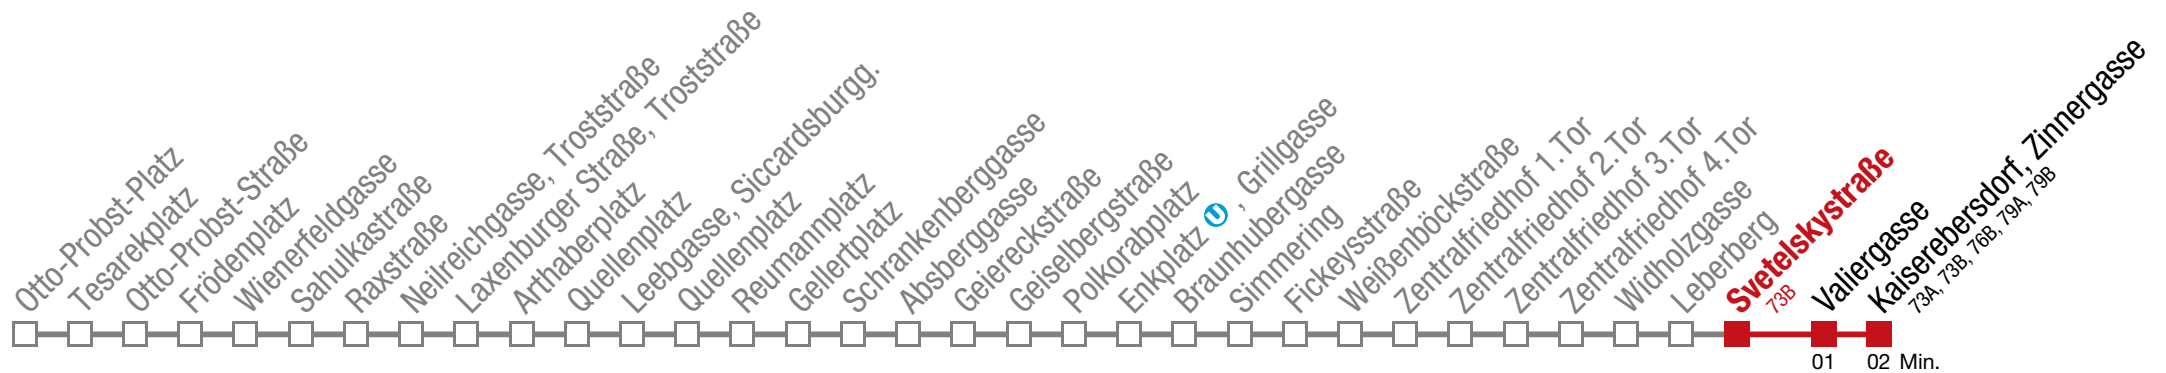 Otto-Probst-Platz
Tesarekplatz
Otto-Probst-Straße
Frödenplatz
Wienerfeldgasse
Sahulkastraße
Raxstraße
Neilreichgasse, Troststraße
Laxenburger Straße, Troststraße
Arthaberplatz
Quellenplatz
Leebgasse, Siccardsburgg.
Quellenplatz
Reumannplatz
Gellertplatz
Schrankenberggasse
Absberggasse
Geiereckstraße
Geiselbergstraße
Polkorabplatz
Enkplatz U, Grillgasse
Braunhubergasse
Simmering
Fickeysstraße
Weißenböckstraße
Zentralfriedhof 1.Tor
Zentralfriedhof 2.Tor
Zentralfriedhof 3.Tor
Zentralfriedhof 4.Tor
Widholzgasse
Leberberg
Svetelskystraße
73B
Valiergasse
Kaiserebersdorf, Zinnergasse
73A, 73B, 76B, 79A, 79B
01 02 Min.